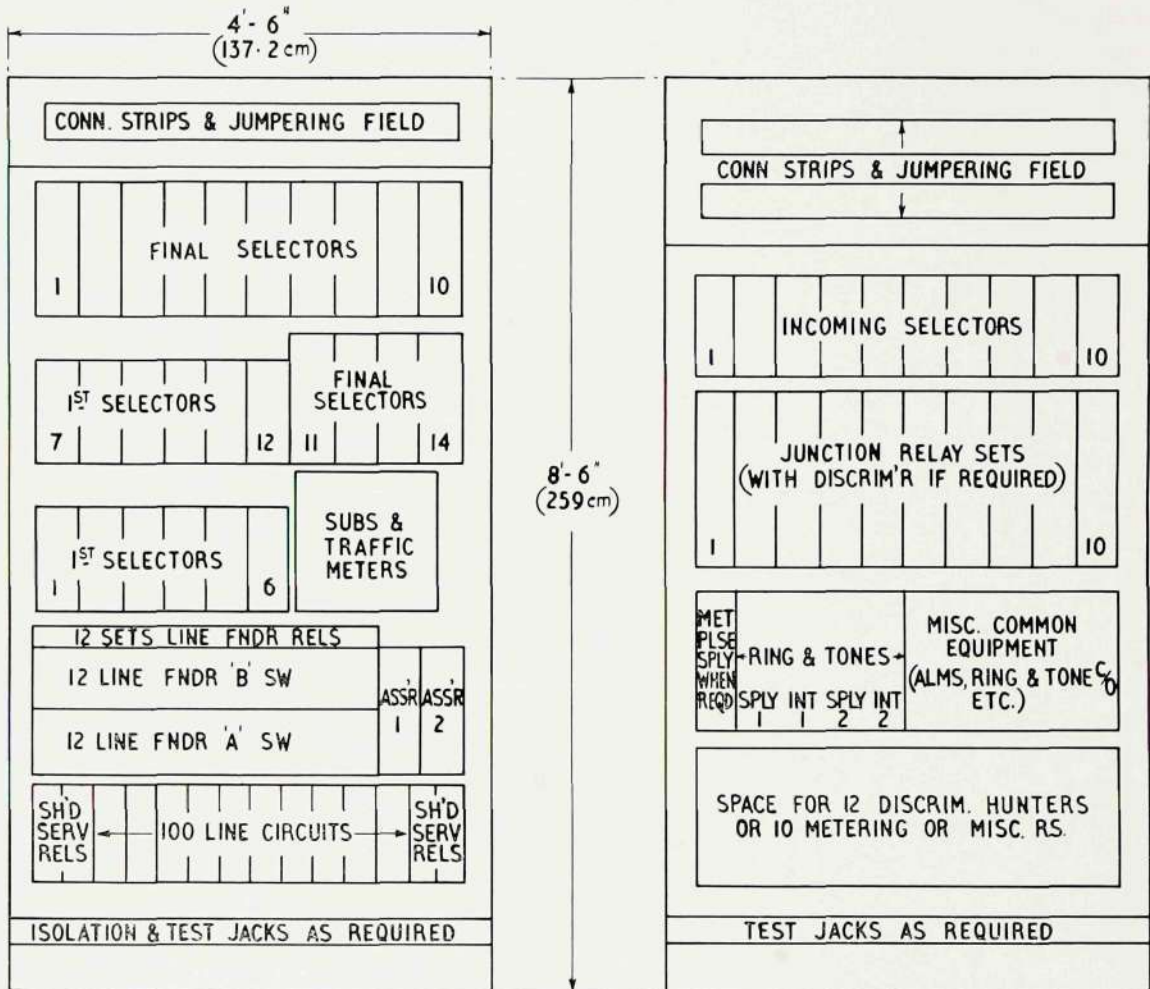 4'- 6"
(137·2 cm)
CONN. STRIPS & JUMPERING FIELD
FINAL SELECTORS
1
10
1ST SELECTORS
7
12
FINAL
SELECTORS
11
14
1ST SELECTORS
1
6
SUBS &
TRAFFIC
METERS
12 SETS LINE FNDR RELS
12 LINE FNDR 'B' SW
12 LINE FNDR 'A' SW
ASS'R
1
ASS'R
2
SH'D
SERV
RELS
100 LINE CIRCUITS
SH'D
SERV
RELS
ISOLATION & TEST JACKS AS REQUIRED
8'- 6"
(259 cm)
CONN STRIPS & JUMPERING FIELD
INCOMING SELECTORS
1
10
JUNCTION RELAY SETS
(WITH DISCRIM'R IF REQUIRED)
1
10
MET
PLSE
SPLY
WHEN
REQD
RING & TONES
SPLY INT SPLY INT
1 1 2 2
MISC. COMMON
EQUIPMENT
(ALMS, RING & TONE C/O
ETC.)
SPACE FOR 12 DISCRIM. HUNTERS
OR 10 METERING OR MISC. RS.
TEST JACKS AS REQUIRED